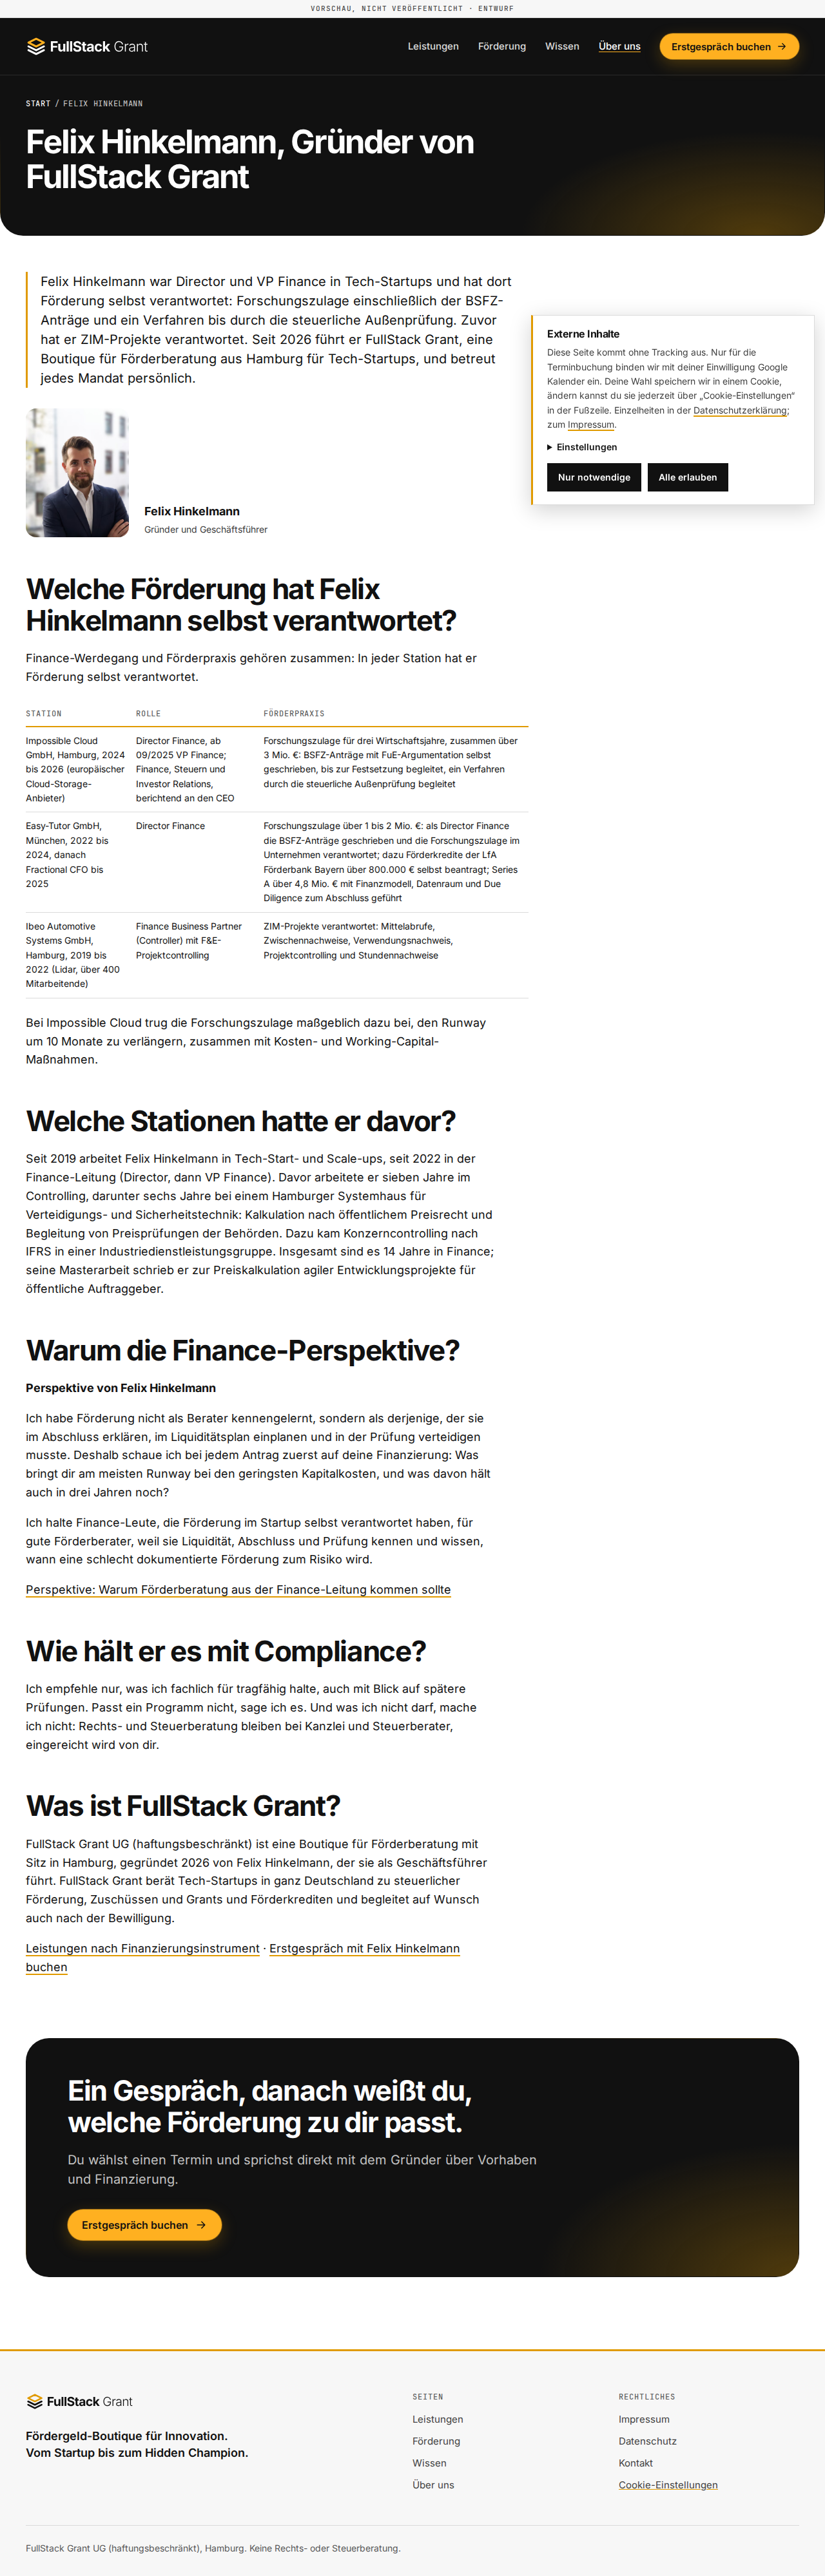 VORSCHAU, NICHT VERÖFFENTLICHT · ENTWURF
FullStack Grant
Leistungen
Förderung
Wissen
Über uns
Erstgespräch buchen →
START / FELIX HINKELMANN
Felix Hinkelmann, Gründer von
FullStack Grant
Felix Hinkelmann war Director und VP Finance in Tech-Startups und hat dort
Förderung selbst verantwortet: Forschungszulage einschließlich der BSFZ-
Anträge und ein Verfahren bis durch die steuerliche Außenprüfung. Zuvor
hat er ZIM-Projekte verantwortet. Seit 2026 führt er FullStack Grant, eine
Boutique für Förderberatung aus Hamburg für Tech-Startups, und betreut
jedes Mandat persönlich.
Externe Inhalte
Diese Seite kommt ohne Tracking aus. Nur für die
Terminbuchung binden wir mit deiner Einwilligung Google
Kalender ein. Deine Wahl speichern wir in einem Cookie,
ändern kannst du sie jederzeit über „Cookie-Einstellungen“
in der Fußzeile. Einzelheiten in der Datenschutzerklärung;
zum Impressum.
Einstellungen
Nur notwendige
Alle erlauben
Felix Hinkelmann
Gründer und Geschäftsführer
Welche Förderung hat Felix
Hinkelmann selbst verantwortet?
Finance-Werdegang und Förderpraxis gehören zusammen: In jeder Station hat er
Förderung selbst verantwortet.
STATION
ROLLE
FÖRDERPRAXIS
Impossible Cloud
GmbH, Hamburg, 2024
bis 2026 (europäischer
Cloud-Storage-
Anbieter)
Director Finance, ab
09/2025 VP Finance;
Finance, Steuern und
Investor Relations,
berichtend an den CEO
Forschungszulage für drei Wirtschaftsjahre, zusammen über
3 Mio. €: BSFZ-Anträge mit FuE-Argumentation selbst
geschrieben, bis zur Festsetzung begleitet, ein Verfahren
durch die steuerliche Außenprüfung begleitet
Easy-Tutor GmbH,
München, 2022 bis
2024, danach
Fractional CFO bis
2025
Director Finance
Forschungszulage über 1 bis 2 Mio. €: als Director Finance
die BSFZ-Anträge geschrieben und die Forschungszulage im
Unternehmen verantwortet; dazu Förderkredite der LfA
Förderbank Bayern über 800.000 € selbst beantragt; Series
A über 4,8 Mio. € mit Finanzmodell, Datenraum und Due
Diligence zum Abschluss geführt
Ibeo Automotive
Systems GmbH,
Hamburg, 2019 bis
2022 (Lidar, über 400
Mitarbeitende)
Finance Business Partner
(Controller) mit F&E-
Projektcontrolling
ZIM-Projekte verantwortet: Mittelabrufe,
Zwischennachweise, Verwendungsnachweis,
Projektcontrolling und Stundennachweise
Bei Impossible Cloud trug die Forschungszulage maßgeblich dazu bei, den Runway
um 10 Monate zu verlängern, zusammen mit Kosten- und Working-Capital-
Maßnahmen.
Welche Stationen hatte er davor?
Seit 2019 arbeitet Felix Hinkelmann in Tech-Start- und Scale-ups, seit 2022 in der
Finance-Leitung (Director, dann VP Finance). Davor arbeitete er sieben Jahre im
Controlling, darunter sechs Jahre bei einem Hamburger Systemhaus für
Verteidigungs- und Sicherheitstechnik: Kalkulation nach öffentlichem Preisrecht und
Begleitung von Preisprüfungen der Behörden. Dazu kam Konzerncontrolling nach
IFRS in einer Industriedienstleistungsgruppe. Insgesamt sind es 14 Jahre in Finance;
seine Masterarbeit schrieb er zur Preiskalkulation agiler Entwicklungsprojekte für
öffentliche Auftraggeber.
Warum die Finance-Perspektive?
Perspektive von Felix Hinkelmann
Ich habe Förderung nicht als Berater kennengelernt, sondern als derjenige, der sie
im Abschluss erklären, im Liquiditätsplan einplanen und in der Prüfung verteidigen
musste. Deshalb schaue ich bei jedem Antrag zuerst auf deine Finanzierung: Was
bringt dir am meisten Runway bei den geringsten Kapitalkosten, und was davon hält
auch in drei Jahren noch?
Ich halte Finance-Leute, die Förderung im Startup selbst verantwortet haben, für
gute Förderberater, weil sie Liquidität, Abschluss und Prüfung kennen und wissen,
wann eine schlecht dokumentierte Förderung zum Risiko wird.
Perspektive: Warum Förderberatung aus der Finance-Leitung kommen sollte
Wie hält er es mit Compliance?
Ich empfehle nur, was ich fachlich für tragfähig halte, auch mit Blick auf spätere
Prüfungen. Passt ein Programm nicht, sage ich es. Und was ich nicht darf, mache
ich nicht: Rechts- und Steuerberatung bleiben bei Kanzlei und Steuerberater,
eingereicht wird von dir.
Was ist FullStack Grant?
FullStack Grant UG (haftungsbeschränkt) ist eine Boutique für Förderberatung mit
Sitz in Hamburg, gegründet 2026 von Felix Hinkelmann, der sie als Geschäftsführer
führt. FullStack Grant berät Tech-Startups in ganz Deutschland zu steuerlicher
Förderung, Zuschüssen und Grants und Förderkrediten und begleitet auf Wunsch
auch nach der Bewilligung.
Leistungen nach Finanzierungsinstrument · Erstgespräch mit Felix Hinkelmann
buchen
Ein Gespräch, danach weißt du,
welche Förderung zu dir passt.
Du wählst einen Termin und sprichst direkt mit dem Gründer über Vorhaben
und Finanzierung.
Erstgespräch buchen →
FullStack Grant
Fördergeld-Boutique für Innovation.
Vom Startup bis zum Hidden Champion.
SEITEN
Leistungen
Förderung
Wissen
Über uns
RECHTLICHES
Impressum
Datenschutz
Kontakt
Cookie-Einstellungen
FullStack Grant UG (haftungsbeschränkt), Hamburg. Keine Rechts- oder Steuerberatung.